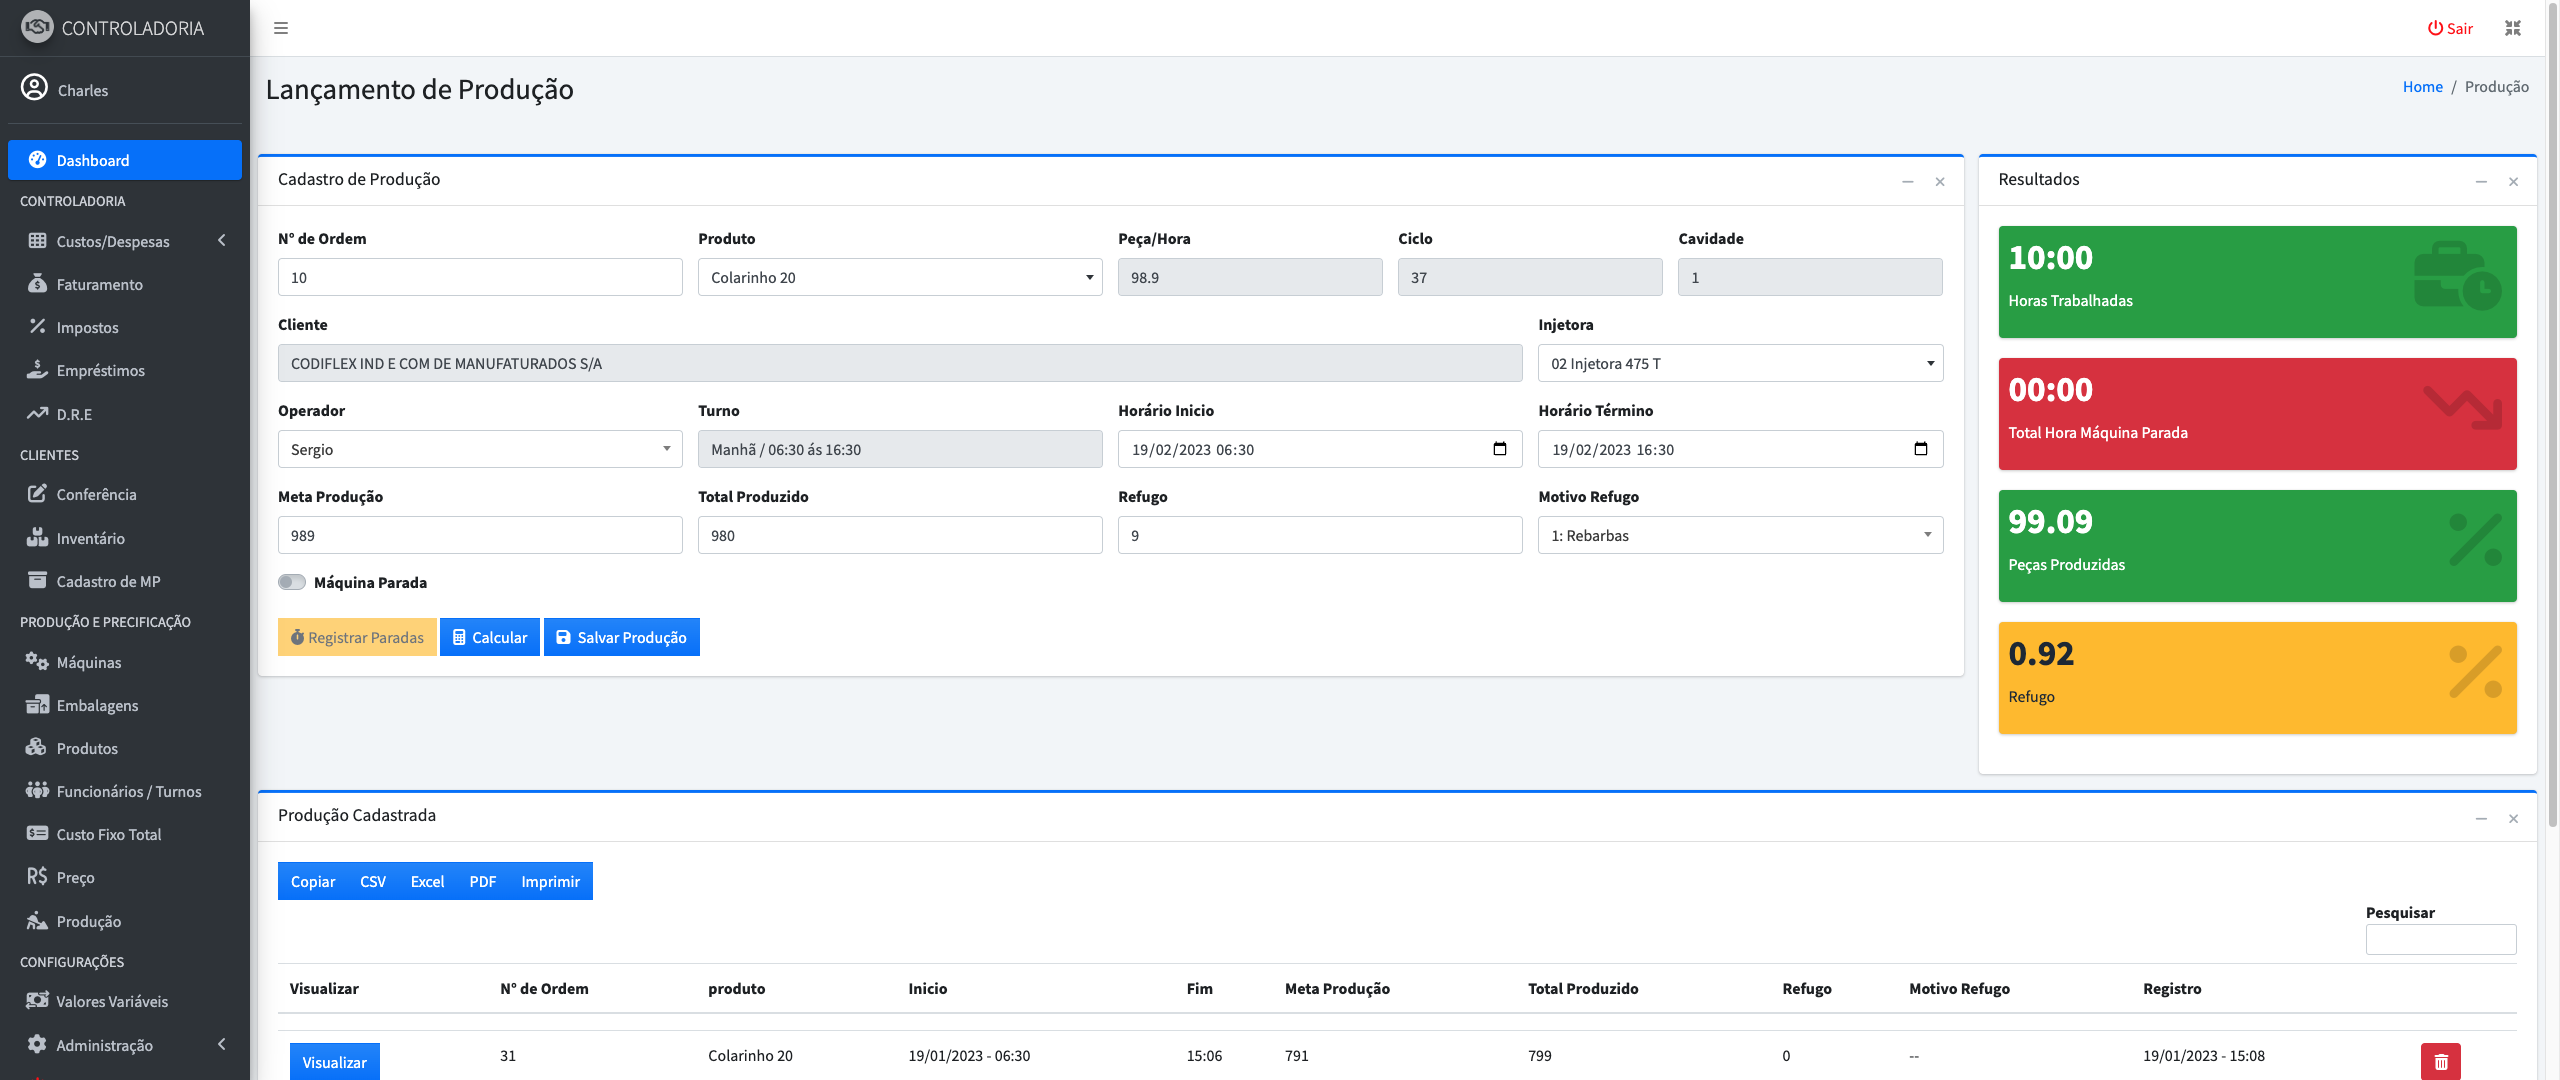 CONTROLADORIA
Sair
Charles
Lançamento de Produção
Home / Produção
Dashboard
CONTROLADORIA
Custos/Despesas
Faturamento
Impostos
Empréstimos
D.R.E
CLIENTES
Conferência
Inventário
Cadastro de MP
PRODUÇÃO E PRECIFICAÇÃO
Máquinas
Embalagens
Produtos
Funcionários / Turnos
Custo Fixo Total
R$ Preço
Produção
CONFIGURAÇÕES
Valores Variáveis
Administração
Cadastro de Produção
N° de Ordem Produto Peça/Hora Ciclo Cavidade
10 Colarinho 20 98.9 37 1
Cliente Injetora
CODIFLEX IND E COM DE MANUFATURADOS S/A 02 Injetora 475 T
Operador Turno Horário Inicio Horário Término
Sergio Manhã / 06:30 ás 16:30 19/02/2023 06:30 19/02/2023 16:30
Meta Produção Total Produzido Refugo Motivo Refugo
989 980 9 1: Rebarbas
Máquina Parada
Registrar Paradas Calcular Salvar Produção
Resultados
10:00
Horas Trabalhadas
00:00
Total Hora Máquina Parada
99.09
Peças Produzidas
0.92
Refugo
Produção Cadastrada
Copiar CSV Excel PDF Imprimir
Pesquisar
Visualizar N° de Ordem produto Inicio Fim Meta Produção Total Produzido Refugo Motivo Refugo Registro
Visualizar 31 Colarinho 20 19/01/2023 - 06:30 15:06 791 799 0 -- 19/01/2023 - 15:08